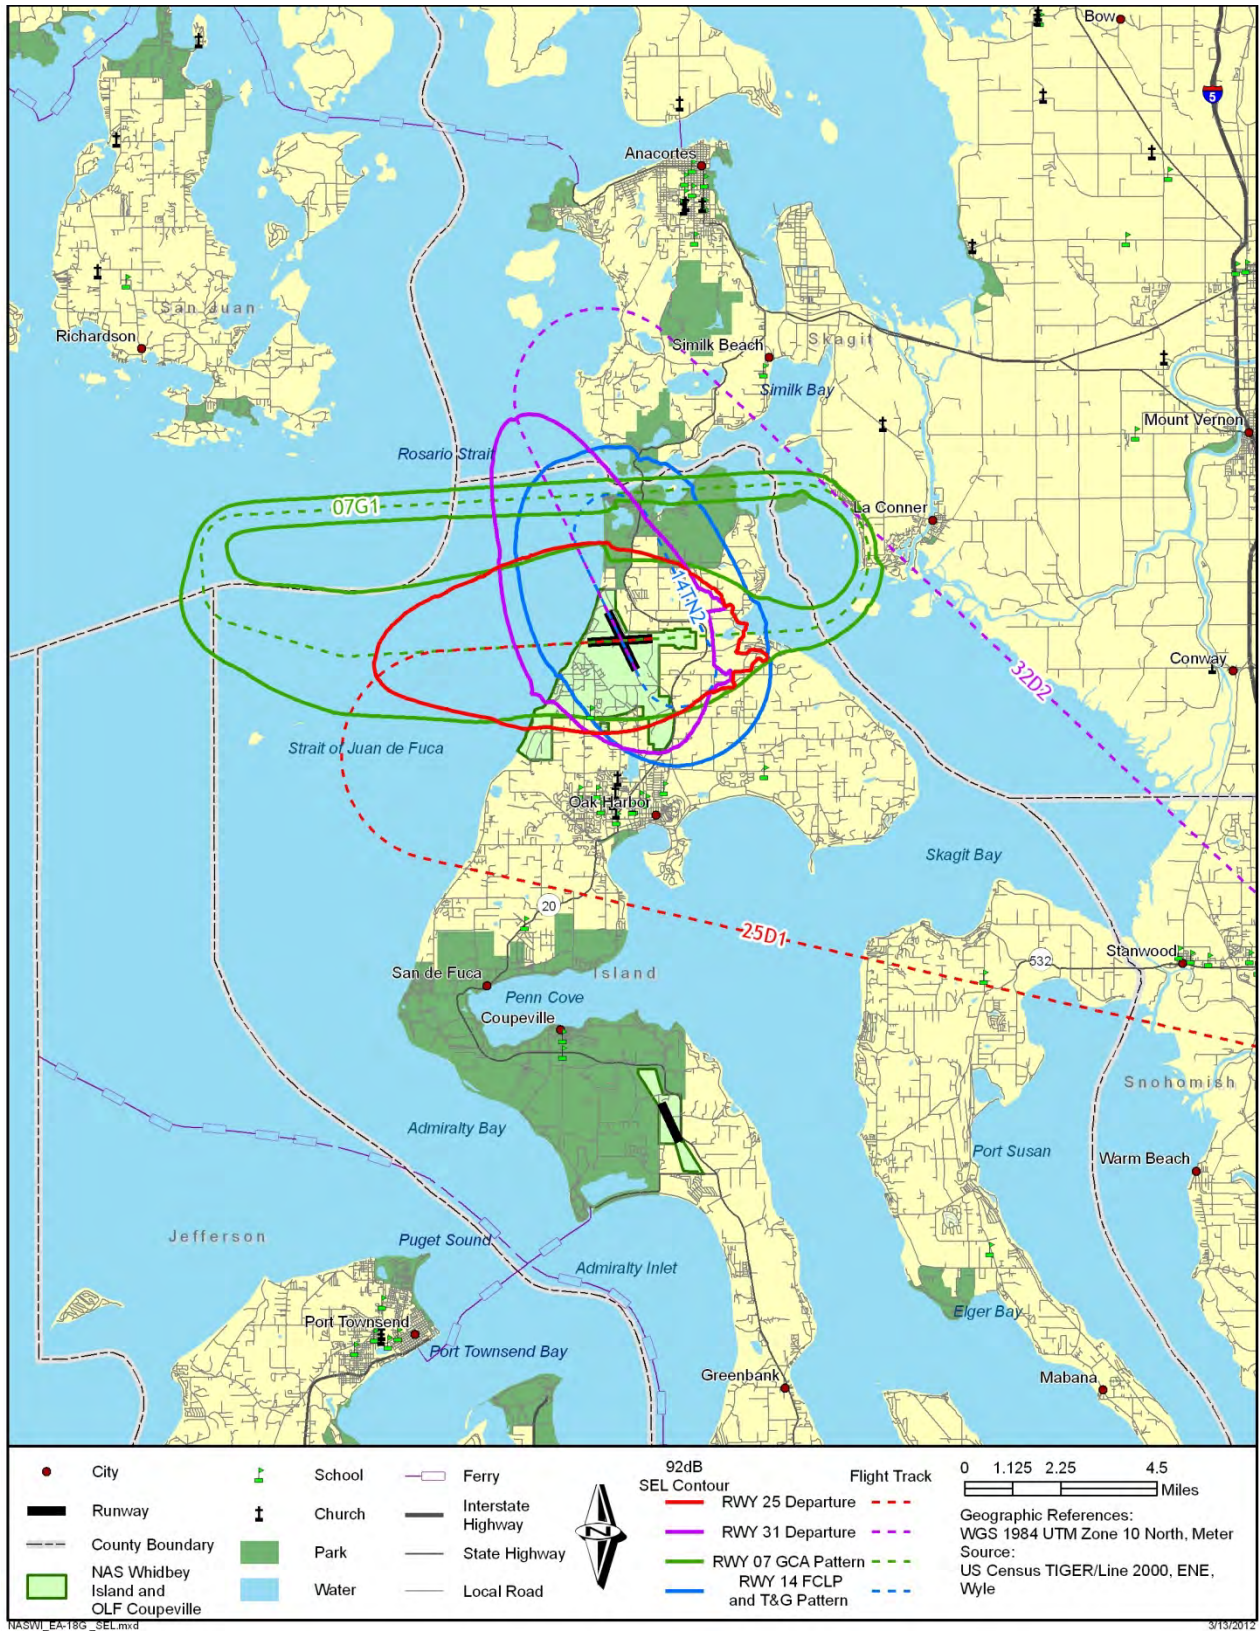 Bow
5
Anacortes
San Juan
Richardson
Similk Beach
Skagit
Similk Bay
Mount Vernon
Rosario Strait
07G1
La Conner
14TN2
Conway
32D2
Strait of Juan de Fuca
Oak Harbor
Skagit Bay
20
25D1
532
Stanwood
San de Fuca
Island
Penn Cove
Coupeville
Snohomish
Admiralty Bay
Port Susan
Warm Beach
Jefferson
Puget Sound
Admiralty Inlet
Elger Bay
Port Townsend
Port Townsend Bay
Greenbank
Mabana
City
Runway
County Boundary
NAS Whidbey
Island and
OLF Coupeville
School
Church
Park
Water
Ferry
Interstate
Highway
State Highway
Local Road
N
92dB
SEL Contour
Flight Track
RWY 25 Departure
RWY 31 Departure
RWY 07 GCA Pattern
RWY 14 FCLP
and T&G Pattern
0 1.125 2.25 4.5
Miles
Geographic References:
WGS 1984 UTM Zone 10 North, Meter
Source:
US Census TIGER/Line 2000, ENE,
Wyle
NASWI_EA-18G_SEL.mxd
3/13/2012